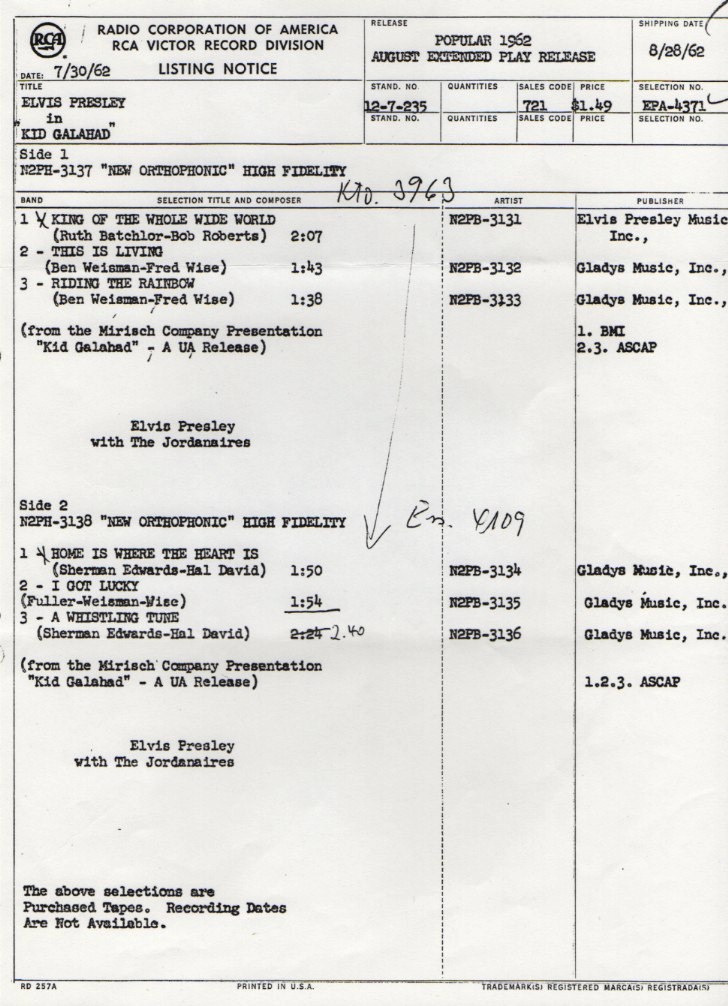 RCA
RADIO CORPORATION OF AMERICA
RCA VICTOR RECORD DIVISION
DATE: 7/30/62 LISTING NOTICE
RELEASE
POPULAR 1962
AUGUST EXTENDED PLAY RELEASE
SHIPPING DATE
8/28/62
TITLE
ELVIS PRESLEY
" in
KID GALAHAD"
STAND. NO. QUANTITIES SALES CODE PRICE SELECTION NO.
12-7-235 721 $1.49 EPA-4371
STAND. NO. QUANTITIES SALES CODE PRICE SELECTION NO.
Side 1
N2PH-3137 "NEW ORTHOPHONIC" HIGH FIDELITY
Kto. 3963
BAND SELECTION TITLE AND COMPOSER ARTIST PUBLISHER
1 KING OF THE WHOLE WIDE WORLD N2PB-3131 Elvis Presley Music
(Ruth Batchlor-Bob Roberts) 2:07 Inc.,
2 - THIS IS LIVING
(Ben Weisman-Fred Wise) 1:43 N2PB-3132 Gladys Music, Inc.,
3 - RIDING THE RAINBOW
(Ben Weisman-Fred Wise) 1:38 N2PB-3133 Gladys Music, Inc.,
(from the Mirisch Company Presentation 1. BMI
"Kid Galahad" - A UA Release) 2.3. ASCAP
Elvis Presley
with The Jordanaires
Side 2
N2PH-3138 "NEW ORTHOPHONIC" HIGH FIDELITY
En. 4109
1 HOME IS WHERE THE HEART IS
(Sherman Edwards-Hal David) 1:50 N2PB-3134 Gladys Music, Inc.,
2 - I GOT LUCKY
(Fuller-Weisman-Wise) 1:54 N2PB-3135 Gladys Music, Inc.
3 - A WHISTLING TUNE
(Sherman Edwards-Hal David) 2:24 2.40 N2PB-3136 Gladys Music, Inc.
(from the Mirisch Company Presentation
"Kid Galahad" - A UA Release) 1.2.3. ASCAP
Elvis Presley
with The Jordanaires
The above selections are
Purchased Tapes. Recording Dates
Are Not Available.
RD 257A PRINTED IN U.S.A. TRADEMARK(S) REGISTERED MARCA(S) REGISTRADA(S)